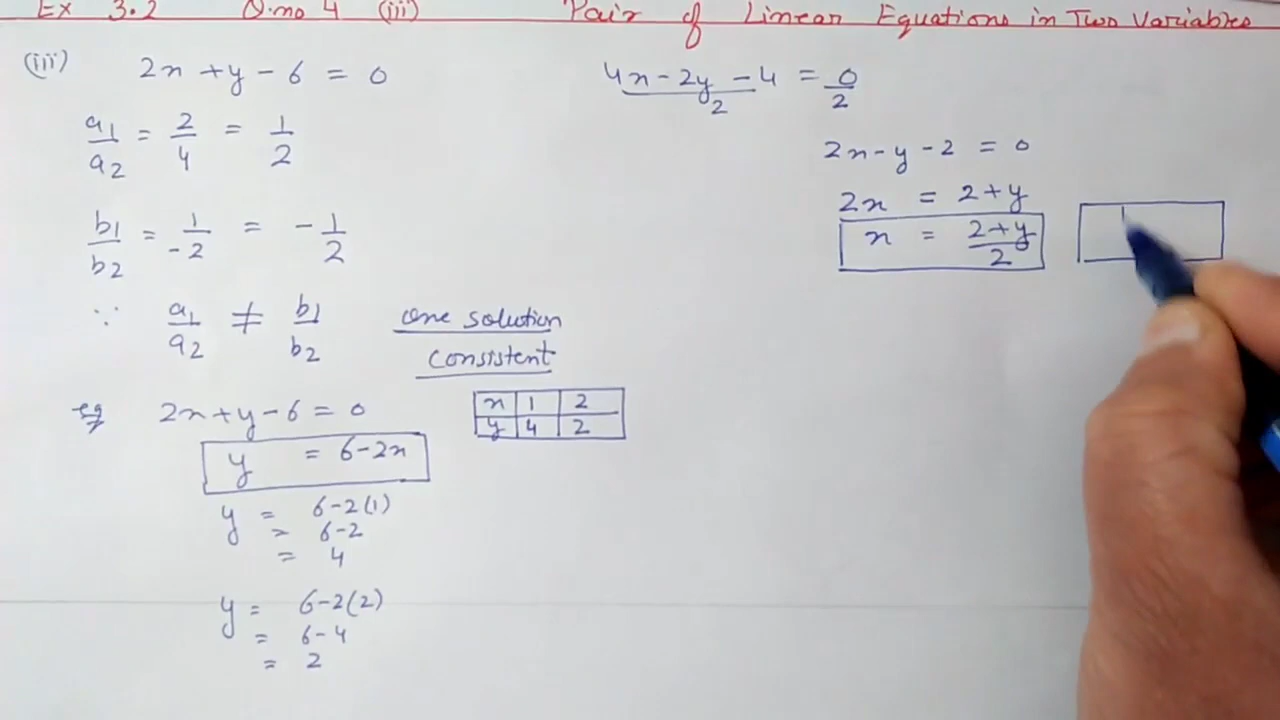 Ex 3.2 Q.no 4 (iii) Pair of Linear Equations in Two Variables
(iii) 2x + y - 6 = 0
a1/a2 = 2/4 = 1/2
b1/b2 = 1/-2 = -1/2
∵ a1/a2 ≠ b1/b2 one solution
consistent
eq 2x + y - 6 = 0
y = 6 - 2x
x 1 2
y 4 2
y = 6 - 2(1)
= 6 - 2
= 4
y = 6 - 2(2)
= 6 - 4
= 2
4x - 2y - 4 / 2 = 0/2
2x - y - 2 = 0
2x = 2 + y
x = 2 + y / 2